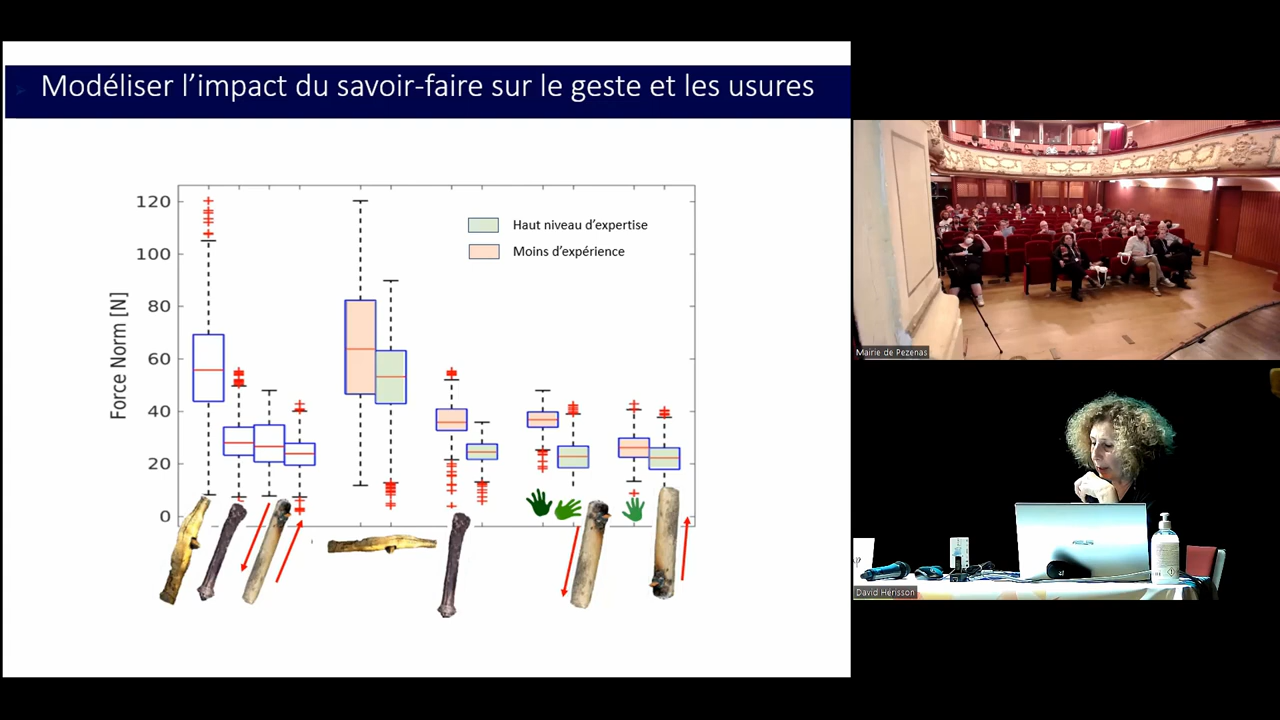 Modéliser l’impact du savoir-faire sur le geste et les usures
Force Norm [N]
120
100
80
60
40
20
0
Haut niveau d’expertise
Moins d’expérience
Mairie de Pezenas
David Hérisson